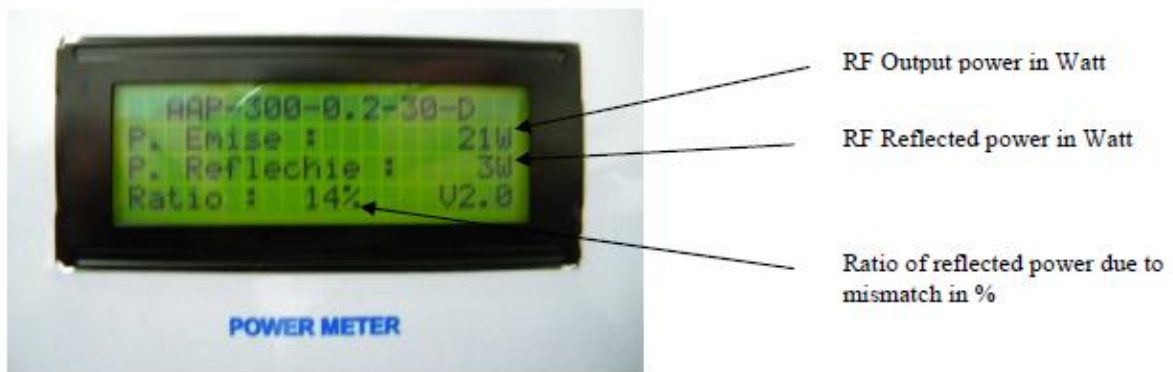 AAP-300-0.2-30-D
P. Emise : 21W
P. Reflechie : 3W
Ratio : 14% V2.0
POWER METER
RF Output power in Watt
RF Reflected power in Watt
Ratio of reflected power due to
mismatch in %